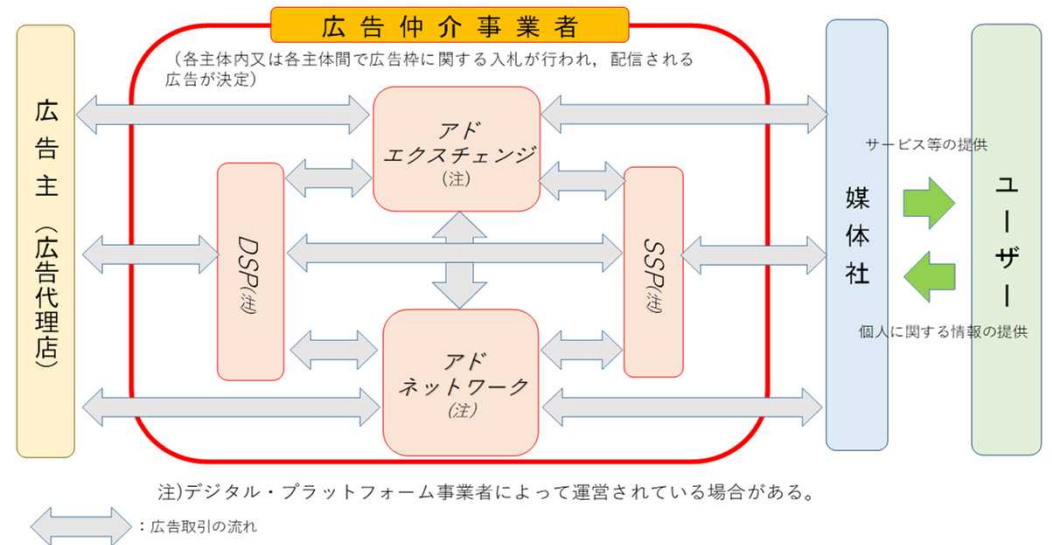 広告仲介事業者
（各主体内又は各主体間で広告枠に関する入札が行われ，配信される
広告が決定）
広告主（広告代理店）
アド
エクスチェンジ
(注)
DSP(注)
SSP(注)
アド
ネットワーク
(注)
媒体社
サービス等の提供
個人に関する情報の提供
ユーザー
注)デジタル・プラットフォーム事業者によって運営されている場合がある。
：広告取引の流れ